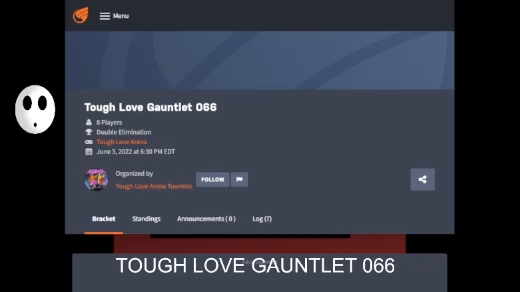 Menu
Tough Love Gauntlet 066
8 Players
Double Elimination
Tough Love Arena
June 3, 2022 at 6:30 PM EDT
Organized by
Tough Love Arena Tournies
FOLLOW
Bracket Standings Announcements ( 0 ) Log (7)
TOUGH LOVE GAUNTLET 066